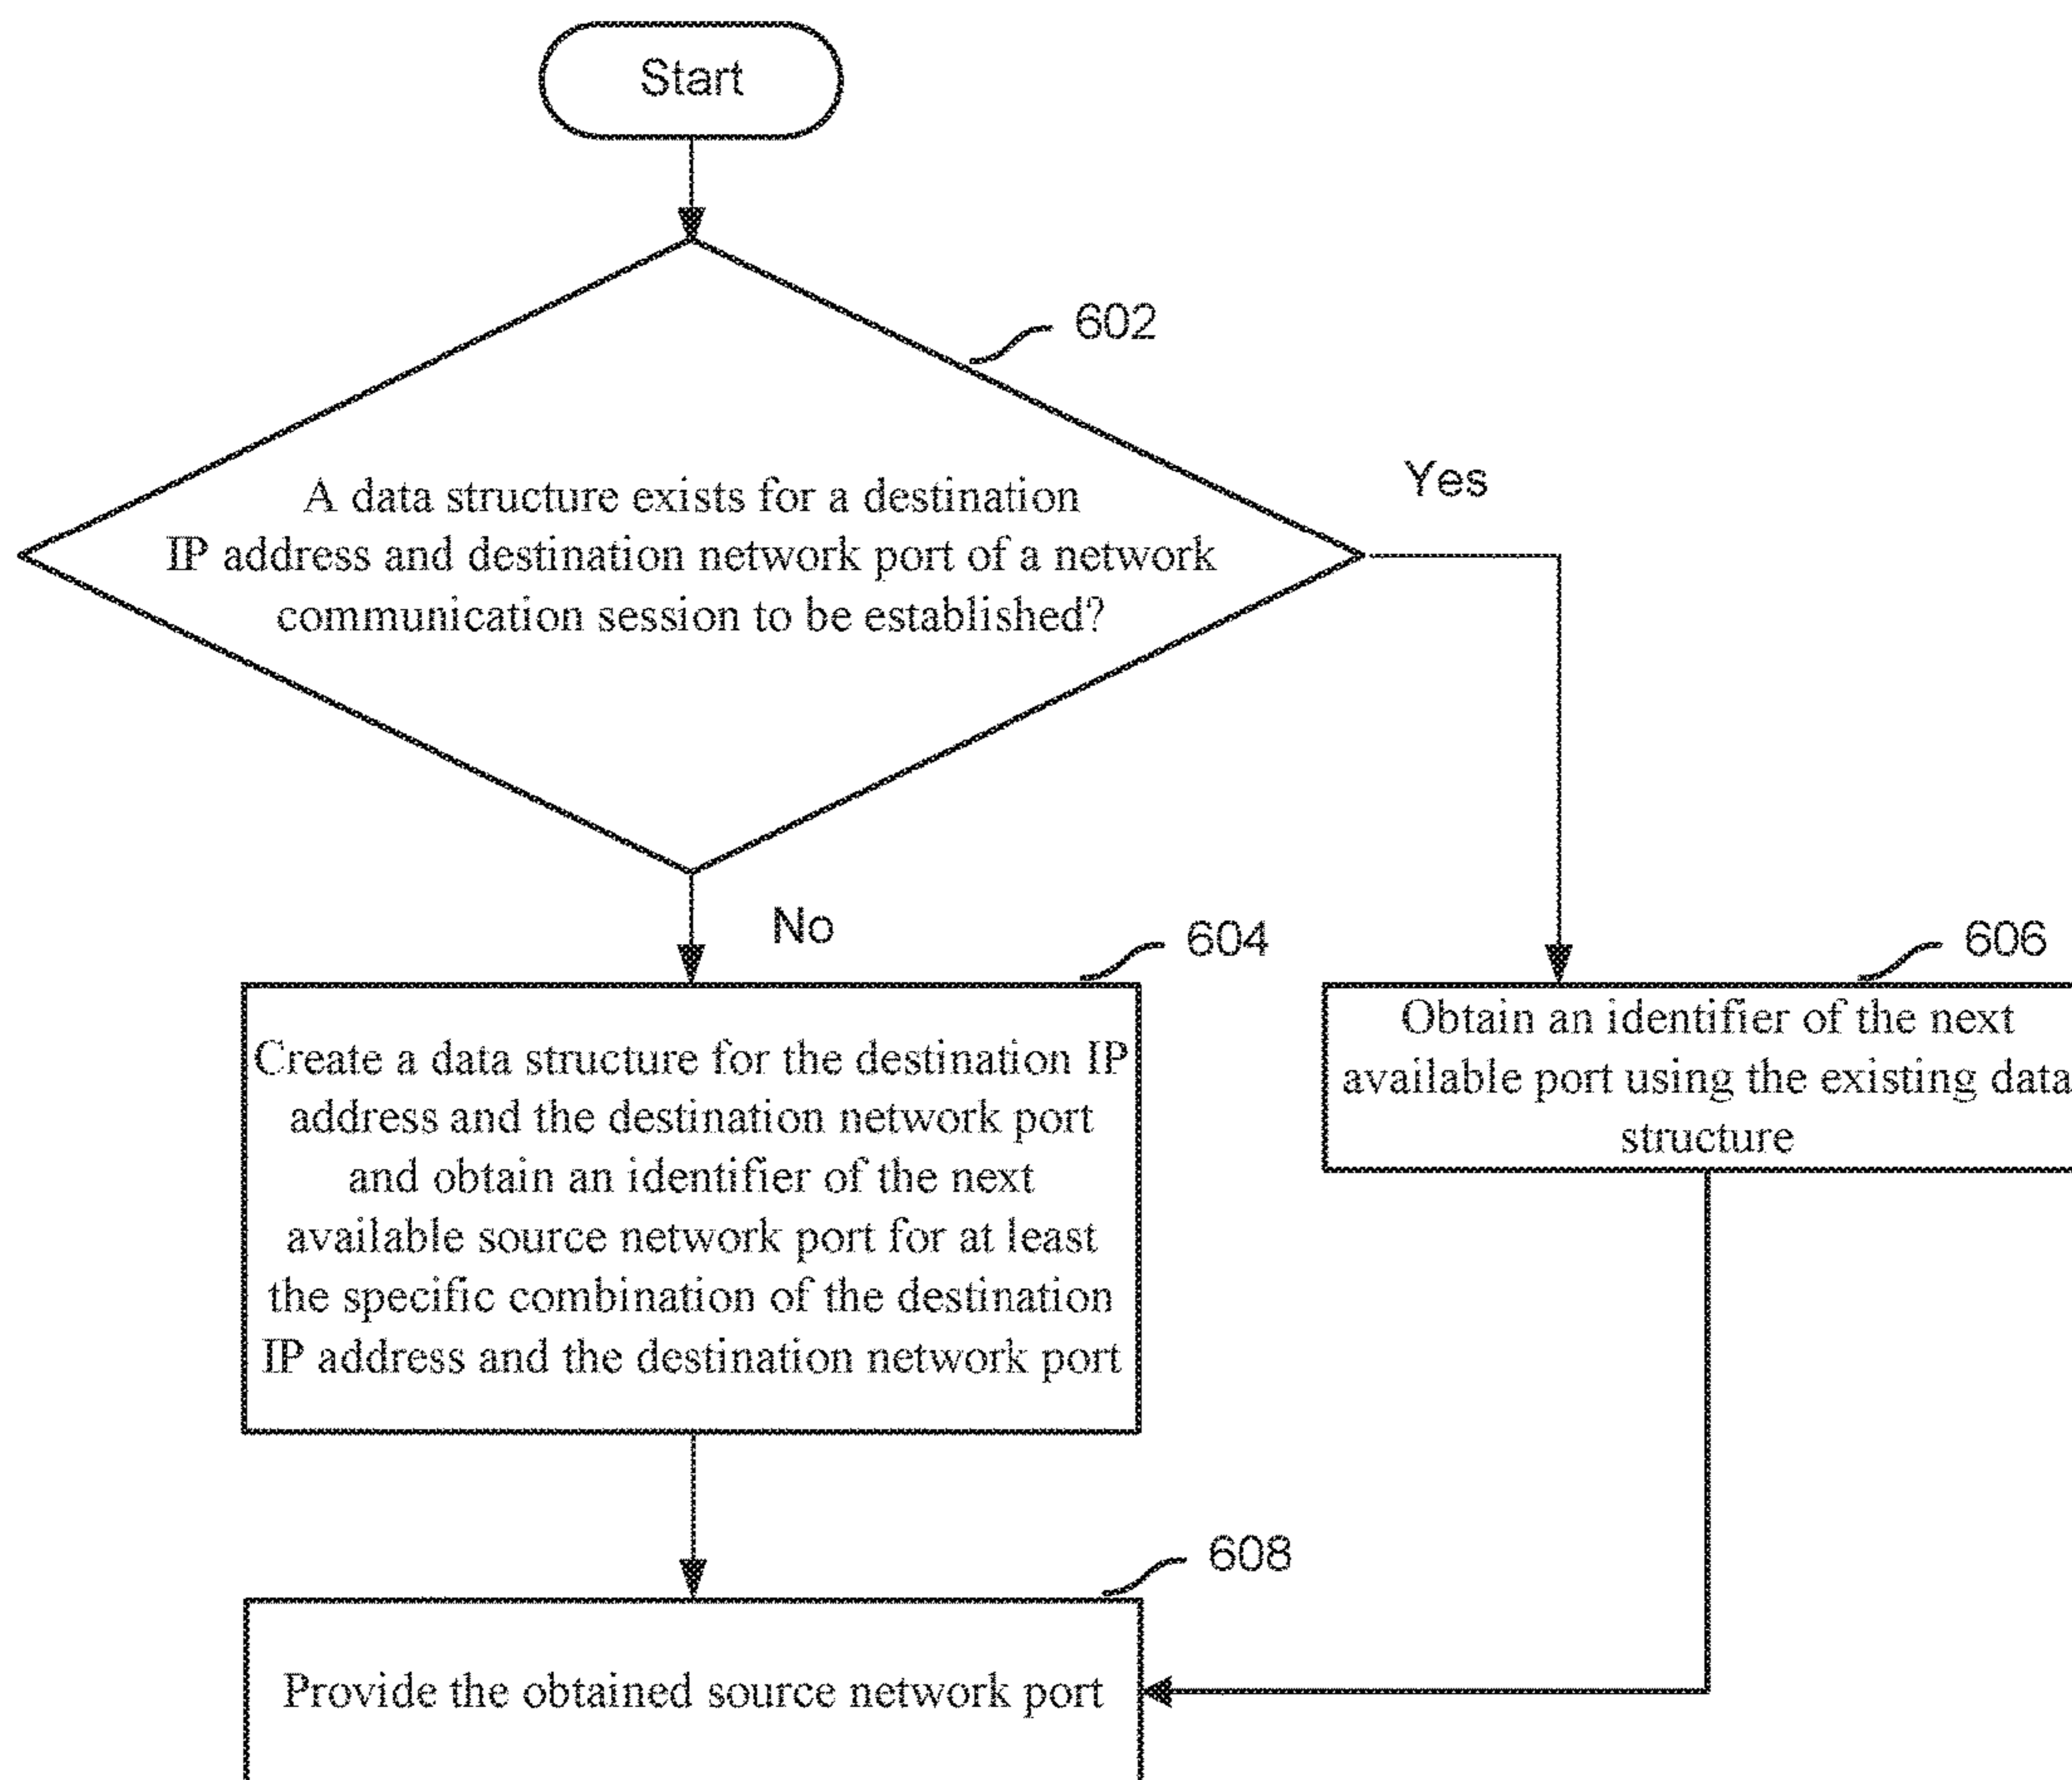 Start
602
A data structure exists for a destination
IP address and destination network port of a network
communication session to be established?
Yes
No
604
606
Create a data structure for the destination IP
address and the destination network port
and obtain an identifier of the next
available source network port for at least
the specific combination of the destination
IP address and the destination network port
Obtain an identifier of the next
available port using the existing data
structure
608
Provide the obtained source network port